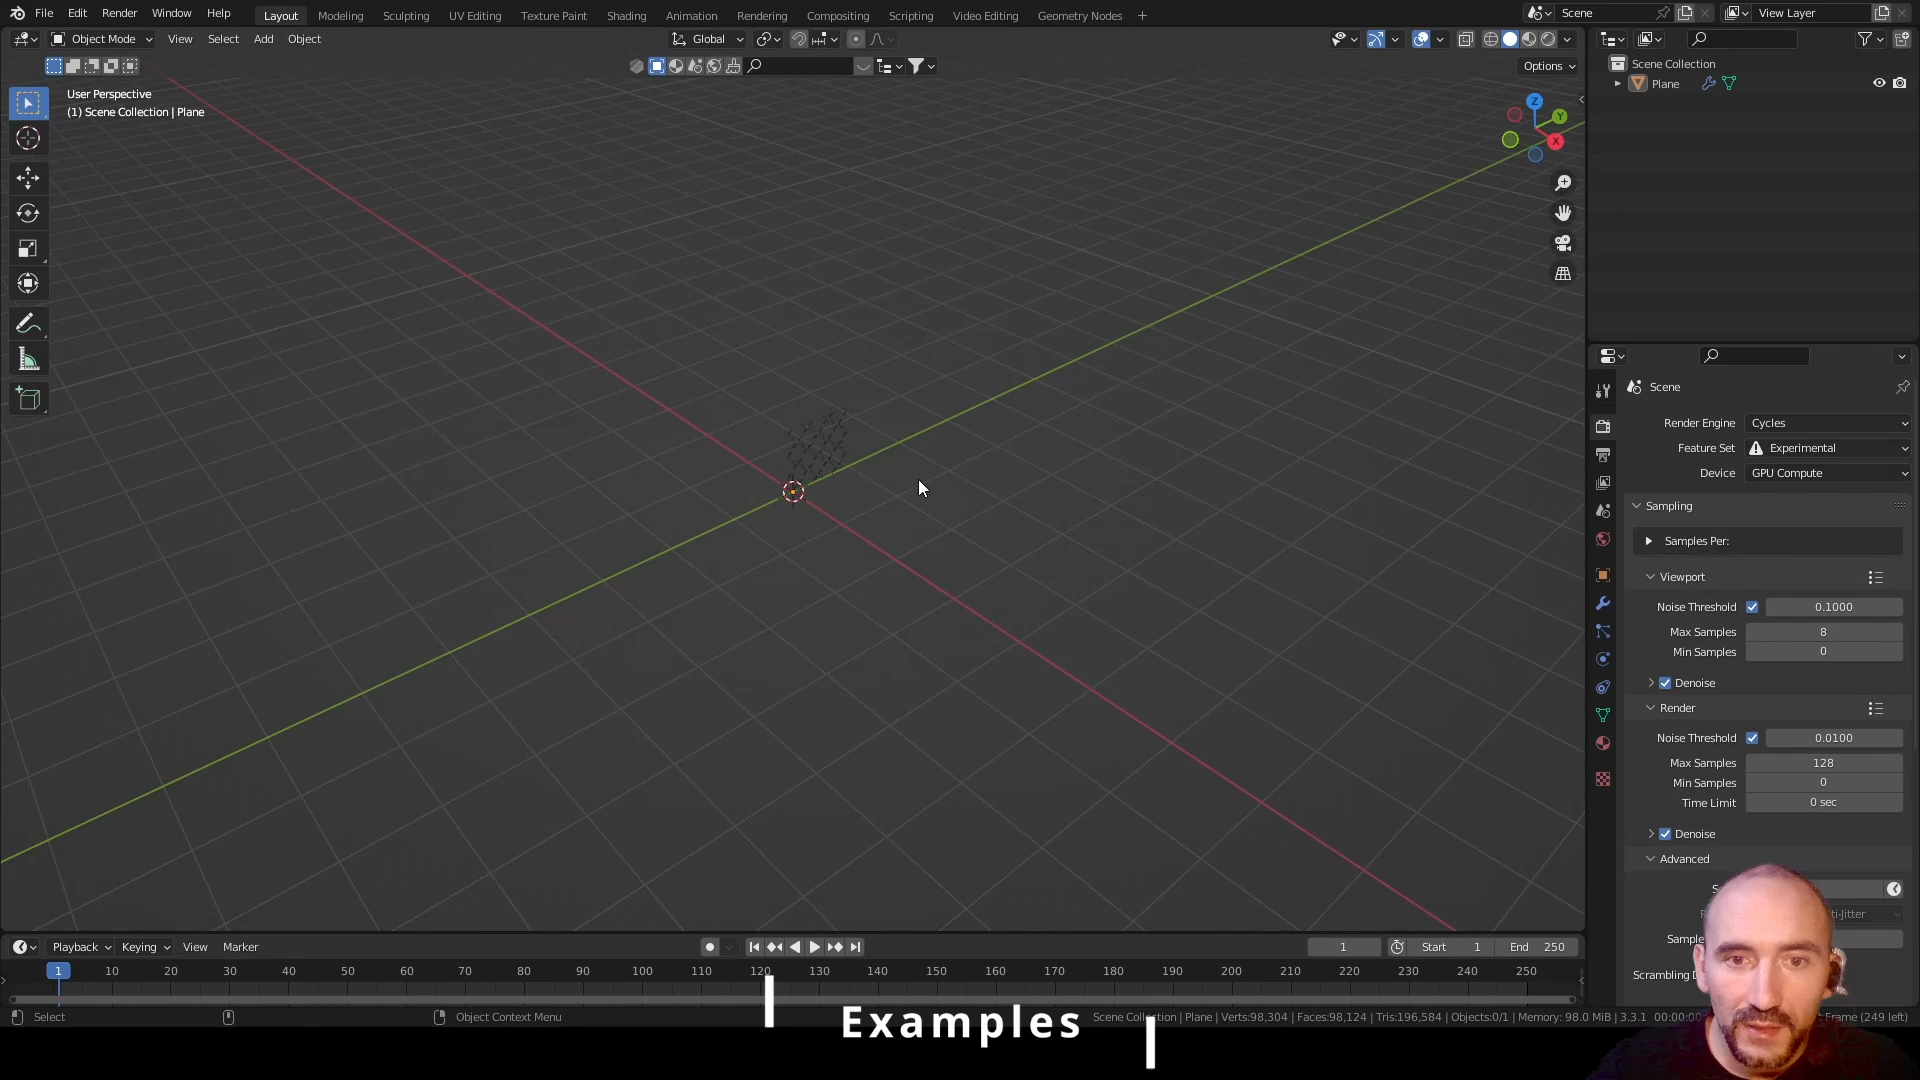 File Edit Render Window Help Layout Modeling Sculpting UV Editing Texture Paint Shading Animation Rendering Compositing Scripting Video Editing Geometry Nodes + Scene View Layer
Object Mode View Select Add Object Global
Options
User Perspective
(1) Scene Collection | Plane
Z
Y
X
Scene Collection
Plane
Scene
Render Engine Cycles
Feature Set Experimental
Device GPU Compute
Sampling
Samples Per:
Viewport
Noise Threshold 0.1000
Max Samples 8
Min Samples 0
Denoise
Render
Noise Threshold 0.0100
Max Samples 128
Min Samples 0
Time Limit 0 sec
Denoise
Advanced
Playback Keying View Marker 1 Start 1 End 250
1 10 20 30 40 50 60 70 80 90 100 110 120 130 140 150 160 170 180 190 200 210 220 230 240 250
Select Object Context Menu Scene Collection | Plane | Verts:98,304 | Faces:98,124 | Tris:196,584 | Objects:0/1 | Memory: 98.0 MiB | 3.3.1 Frame (249 left)
Examples